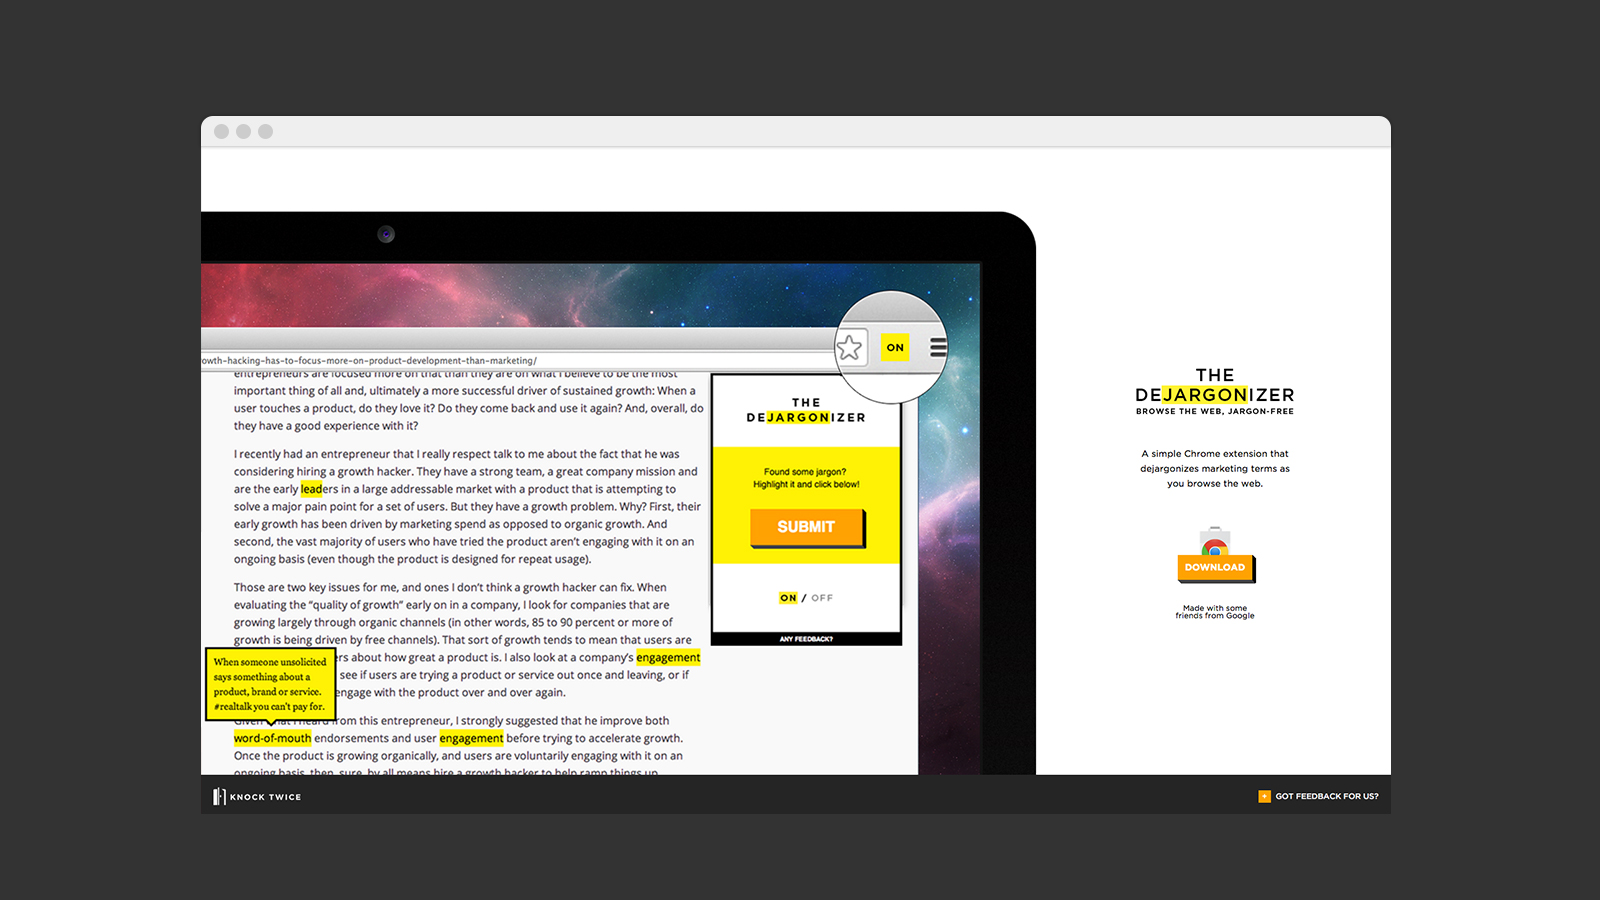 ON
owth-hacking-has-to-focus-more-on-product-development-than-marketing/
entrepreneurs are focused more on that than they are on what I believe to be the most
important thing of all and, ultimately a more successful driver of sustained growth: When a
user touches a product, do they love it? Do they come back and use it again? And, overall, do
they have a good experience with it?
I recently had an entrepreneur that I really respect talk to me about the fact that he was
considering hiring a growth hacker. They have a strong team, a great company mission and
are the early leaders in a large addressable market with a product that is attempting to
solve a major pain point for a set of users. But they have a growth problem. Why? First, their
early growth has been driven by marketing spend as opposed to organic growth. And
second, the vast majority of users who have tried the product aren’t engaging with it on an
ongoing basis (even though the product is designed for repeat usage).
Those are two key issues for me, and ones I don’t think a growth hacker can fix. When
evaluating the “quality of growth” early on in a company, I look for companies that are
growing largely through organic channels (in other words, 85 to 90 percent or more of
growth is being driven by free channels). That sort of growth tends to mean that users are
rs about how great a product is. I also look at a company’s engagement
see if users are trying a product or service out once and leaving, or if
engage with the product over and over again.
Given what I heard from this entrepreneur, I strongly suggested that he improve both
word-of-mouth endorsements and user engagement before trying to accelerate growth.
Once the product is growing organically, and users are voluntarily engaging with it on an
ongoing basis, then, sure, by all means hire a growth hacker to help ramp things up.
When someone unsolicited
says something about a
product, brand or service.
#realtalk you can't pay for.
THE
DEJARGONIZER
Found some jargon?
Highlight it and click below!
SUBMIT
ON / OFF
ANY FEEDBACK?
THE
DEJARGONIZER
BROWSE THE WEB, JARGON-FREE
A simple Chrome extension that
dejargonizes marketing terms as
you browse the web.
DOWNLOAD
Made with some
friends from Google
KNOCK TWICE
+ GOT FEEDBACK FOR US?